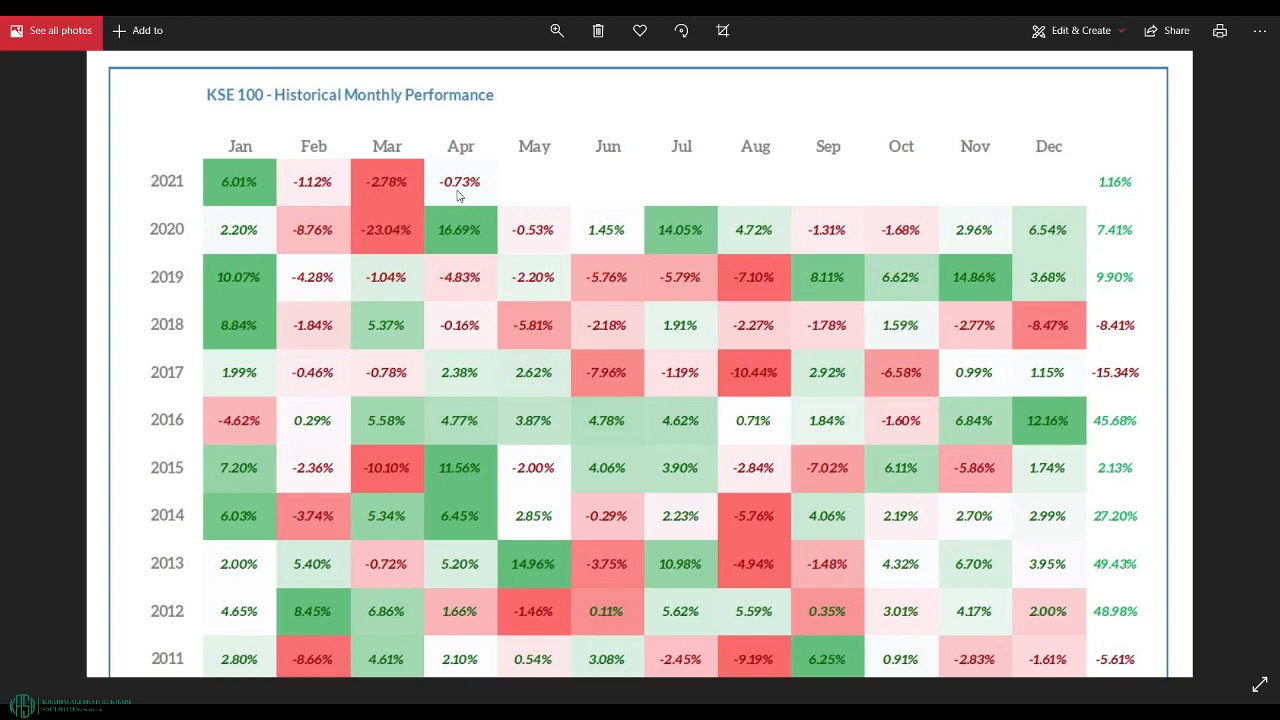 See all photos
Add to
Edit & Create
Share
KSE 100 - Historical Monthly Performance
Jan Feb Mar Apr May Jun Jul Aug Sep Oct Nov Dec
2021 6.01% -1.12% -2.78% -0.73% 1.16%
2020 2.20% -8.76% -23.04% 16.69% -0.53% 1.45% 14.05% 4.72% -1.31% -1.68% 2.96% 6.54% 7.41%
2019 10.07% -4.28% -1.04% -4.83% -2.20% -5.76% -5.79% -7.10% 8.11% 6.62% 14.86% 3.68% 9.90%
2018 8.84% -1.84% 5.37% -0.16% -5.81% -2.18% 1.91% -2.27% -1.78% 1.59% -2.77% -8.47% -8.41%
2017 1.99% -0.46% -0.78% 2.38% 2.62% -7.96% -1.19% -10.44% 2.92% -6.58% 0.99% 1.15% -15.34%
2016 -4.62% 0.29% 5.58% 4.77% 3.87% 4.78% 4.62% 0.71% 1.84% -1.60% 6.84% 12.16% 45.68%
2015 7.20% -2.36% -10.10% 11.56% -2.00% 4.06% 3.90% -2.84% -7.02% 6.11% -5.86% 1.74% 2.13%
2014 6.03% -3.74% 5.34% 6.45% 2.85% -0.29% 2.23% -5.76% 4.06% 2.19% 2.70% 2.99% 27.20%
2013 2.00% 5.40% -0.72% 5.20% 14.96% -3.75% 10.98% -4.94% -1.48% 4.32% 6.70% 3.95% 49.43%
2012 4.65% 8.45% 6.86% 1.66% -1.46% 0.11% 5.62% 5.59% 0.35% 3.01% 4.17% 2.00% 48.98%
2011 2.80% -8.66% 4.61% 2.10% 0.54% 3.08% -2.45% -9.19% 6.25% 0.91% -2.83% -1.61% -5.61%